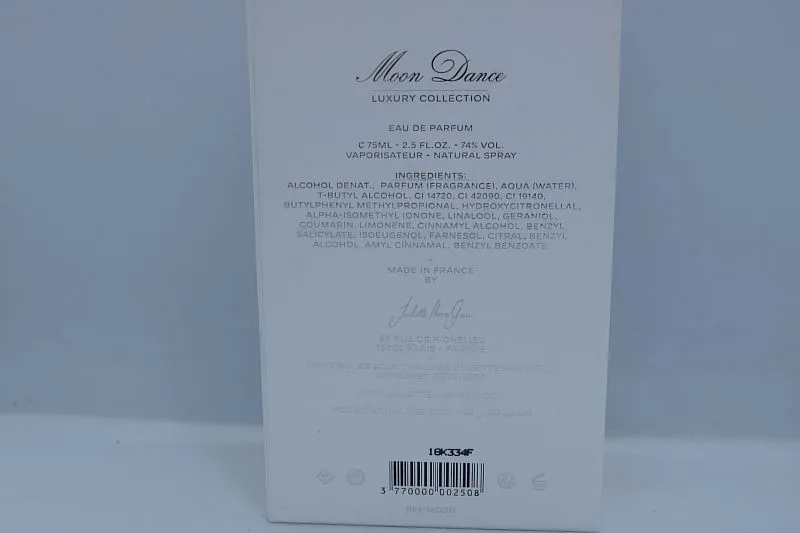 Moon Dance
LUXURY COLLECTION
EAU DE PARFUM
℮ 75ML - 2.5 FL.OZ. - 74% VOL.
VAPORISATEUR - NATURAL SPRAY
INGREDIENTS:
ALCOHOL DENAT., PARFUM (FRAGRANCE), AQUA (WATER),
T-BUTYL ALCOHOL, CI 14720, CI 42090, CI 19140,
BUTYLPHENYL METHYLPROPIONAL, HYDROXYCITRONELLAL,
ALPHA-ISOMETHYL IONONE, LINALOOL, GERANIOL,
COUMARIN, LIMONENE, CINNAMYL ALCOHOL, BENZYL
SALICYLATE, ISOEUGENOL, FARNESOL, CITRAL, BENZYL
ALCOHOL, AMYL CINNAMAL, BENZYL BENZOATE
MADE IN FRANCE
BY
RUE DE RICHELIEU
75001 PARIS - FRANCE
18K334F
3 770000 002508
REF MOON